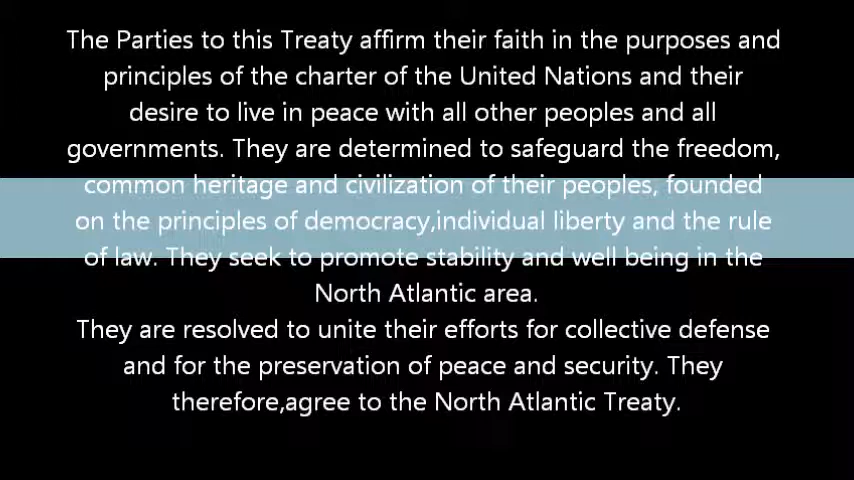 The Parties to this Treaty affirm their faith in the purposes and
principles of the charter of the United Nations and their
desire to live in peace with all other peoples and all
governments. They are determined to safeguard the freedom,
common heritage and civilization of their peoples, founded
on the principles of democracy,individual liberty and the rule
of law. They seek to promote stability and well being in the
North Atlantic area.
They are resolved to unite their efforts for collective defense
and for the preservation of peace and security. They
therefore,agree to the North Atlantic Treaty.